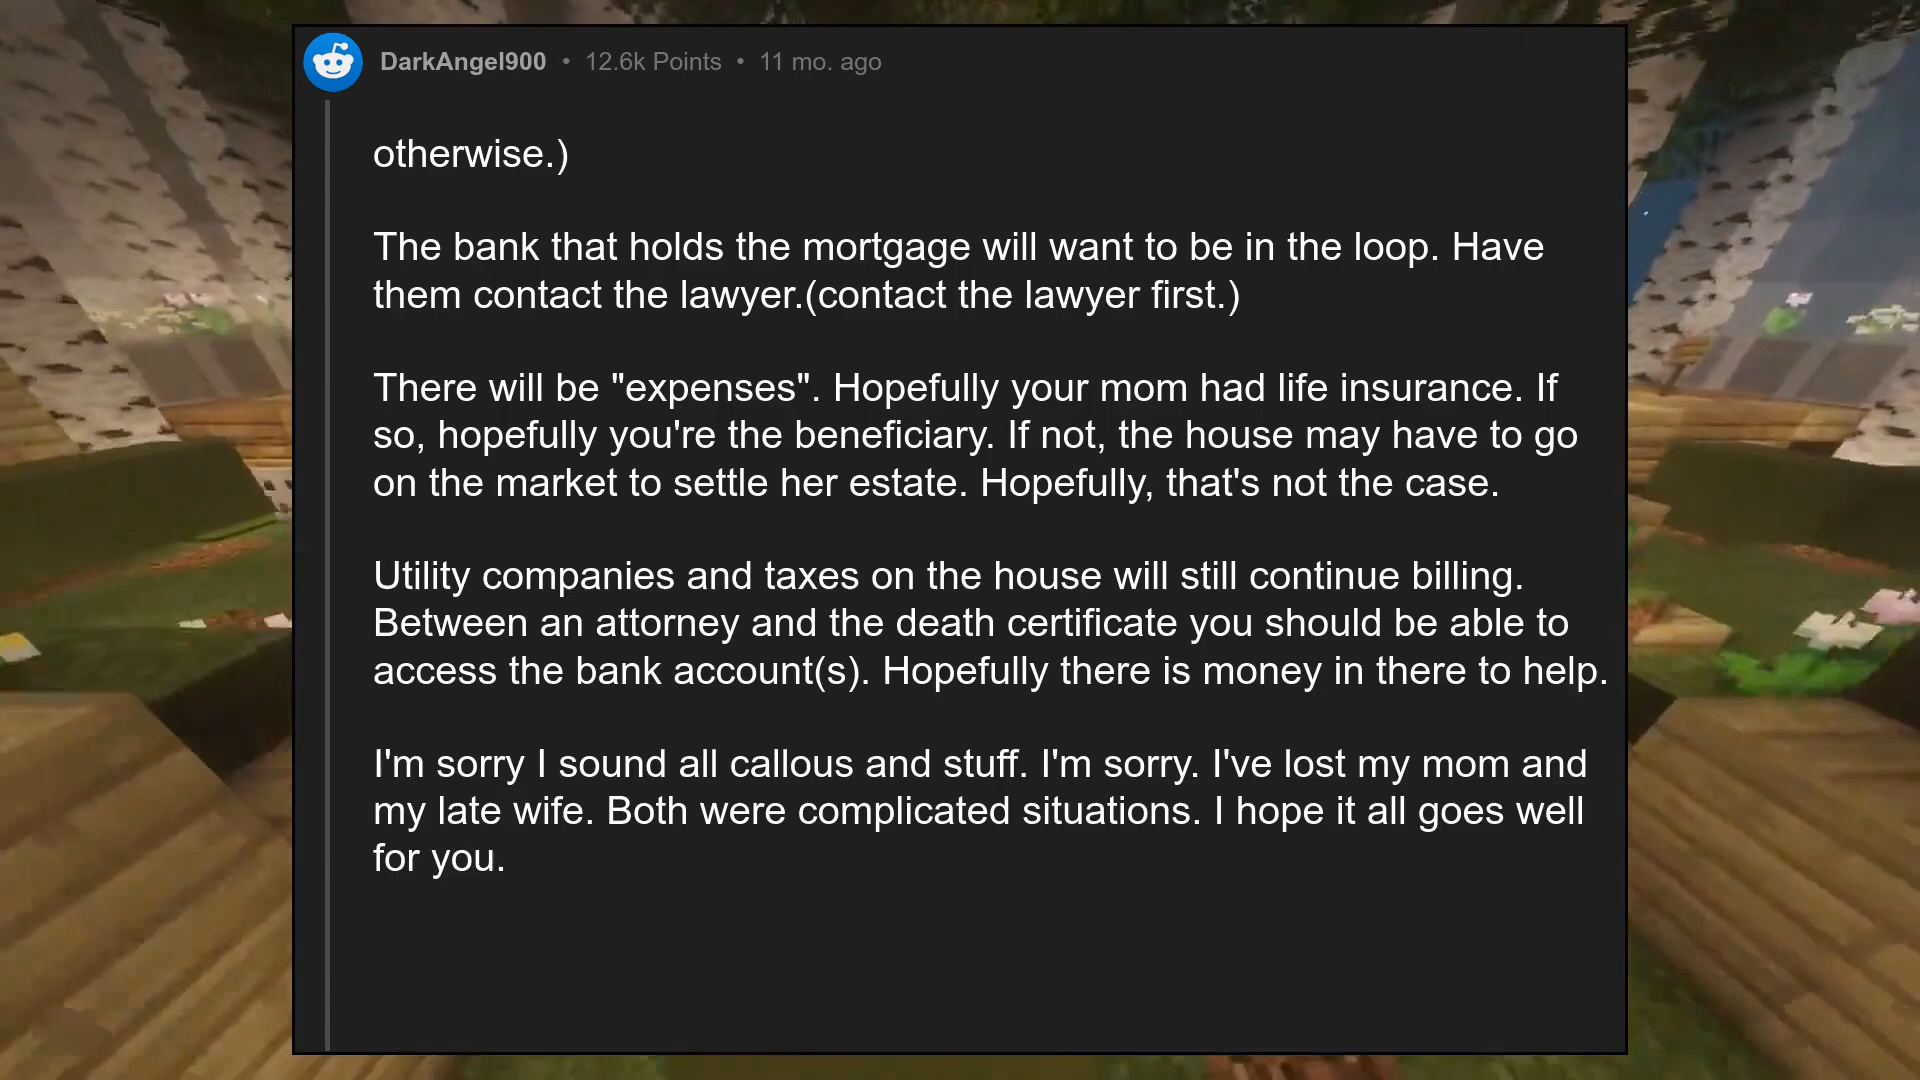 DarkAngel900 • 12.6k Points • 11 mo. ago
otherwise.)
The bank that holds the mortgage will want to be in the loop. Have
them contact the lawyer.(contact the lawyer first.)
There will be "expenses". Hopefully your mom had life insurance. If
so, hopefully you're the beneficiary. If not, the house may have to go
on the market to settle her estate. Hopefully, that's not the case.
Utility companies and taxes on the house will still continue billing.
Between an attorney and the death certificate you should be able to
access the bank account(s). Hopefully there is money in there to help.
I'm sorry I sound all callous and stuff. I'm sorry. I've lost my mom and
my late wife. Both were complicated situations. I hope it all goes well
for you.